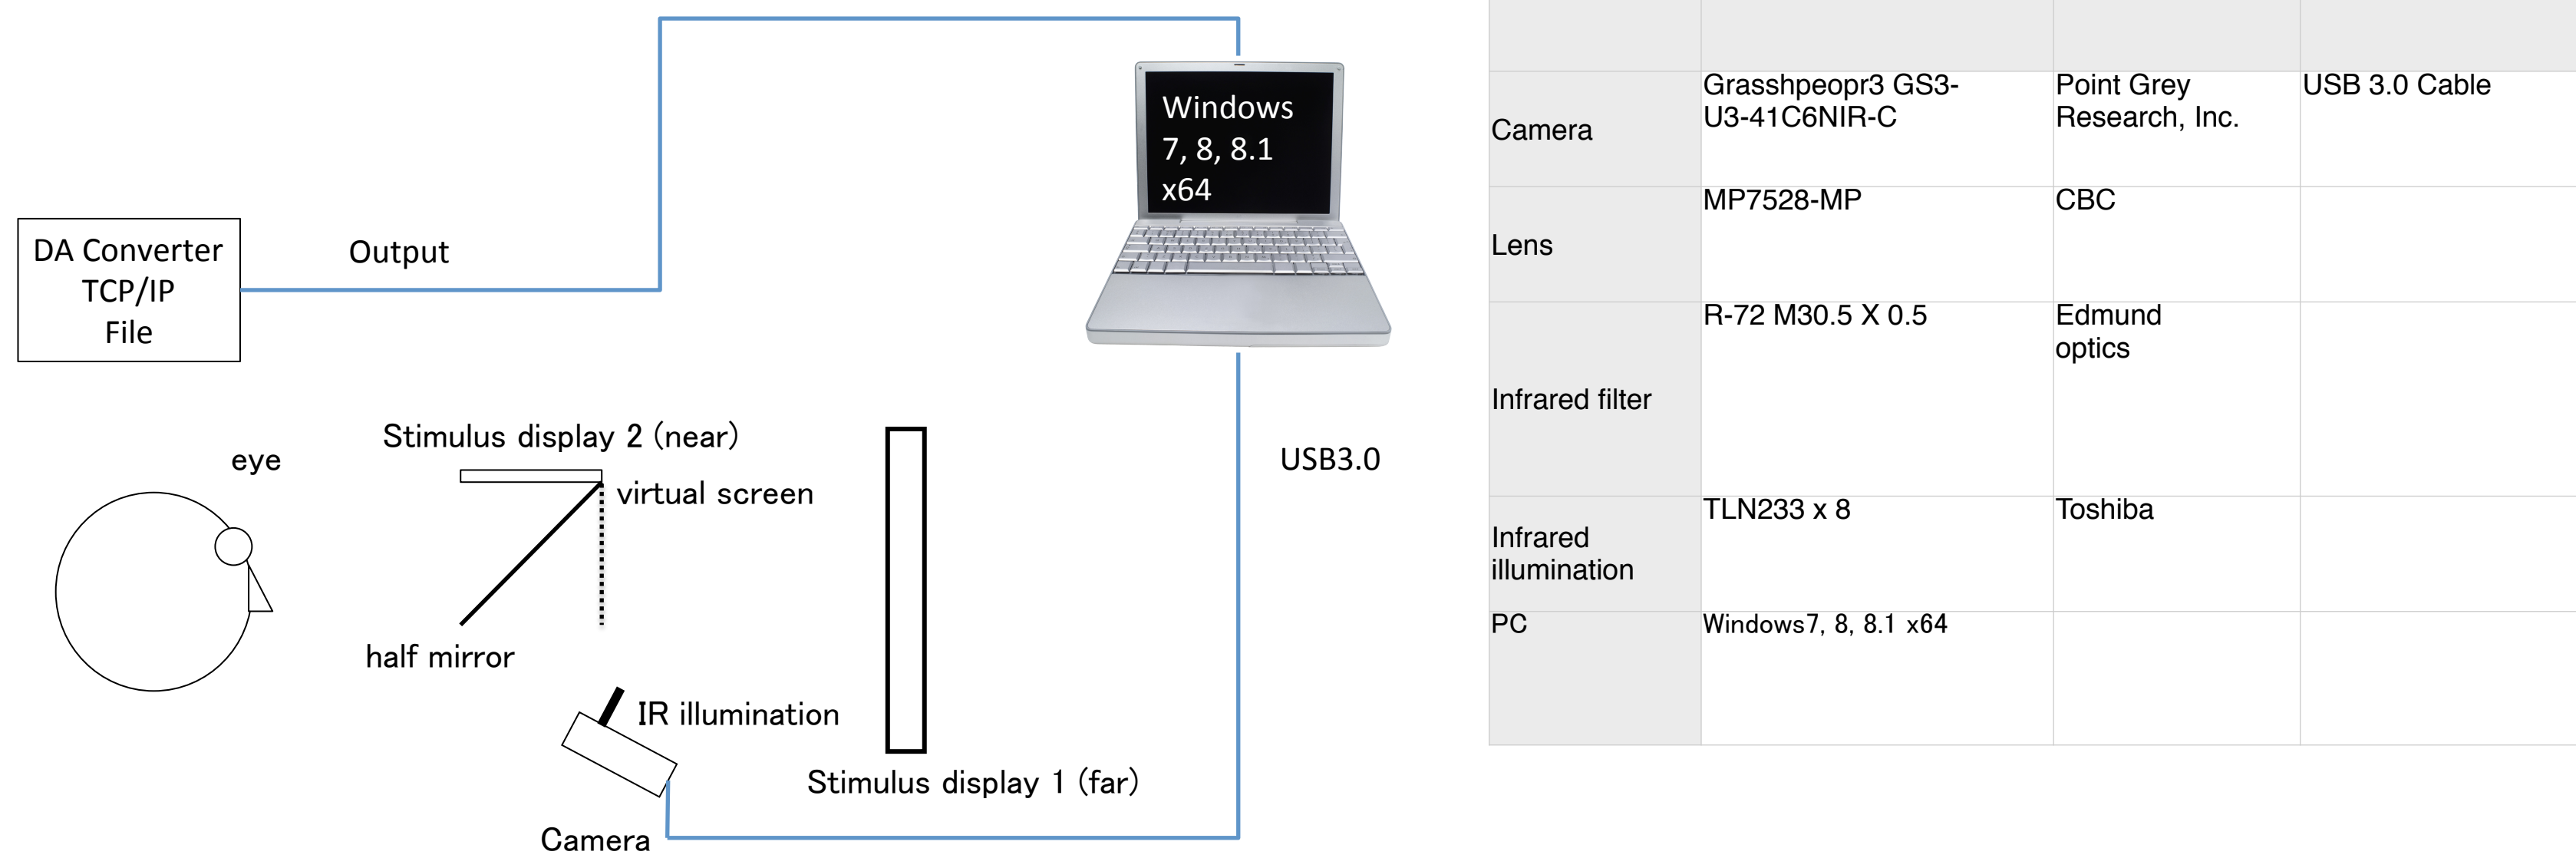 Windows
7, 8, 8.1
x64
DA Converter
TCP/IP
File
Output
Stimulus display 2 (near)
eye
virtual screen
USB3.0
half mirror
IR illumination
Stimulus display 1 (far)
Camera
Camera
Grasshpeopr3 GS3-
U3-41C6NIR-C
Point Grey
Research, Inc.
USB 3.0 Cable
Lens
MP7528-MP
CBC
Infrared filter
R-72 M30.5 X 0.5
Edmund
optics
Infrared
illumination
TLN233 x 8
Toshiba
PC
Windows7, 8, 8.1 x64